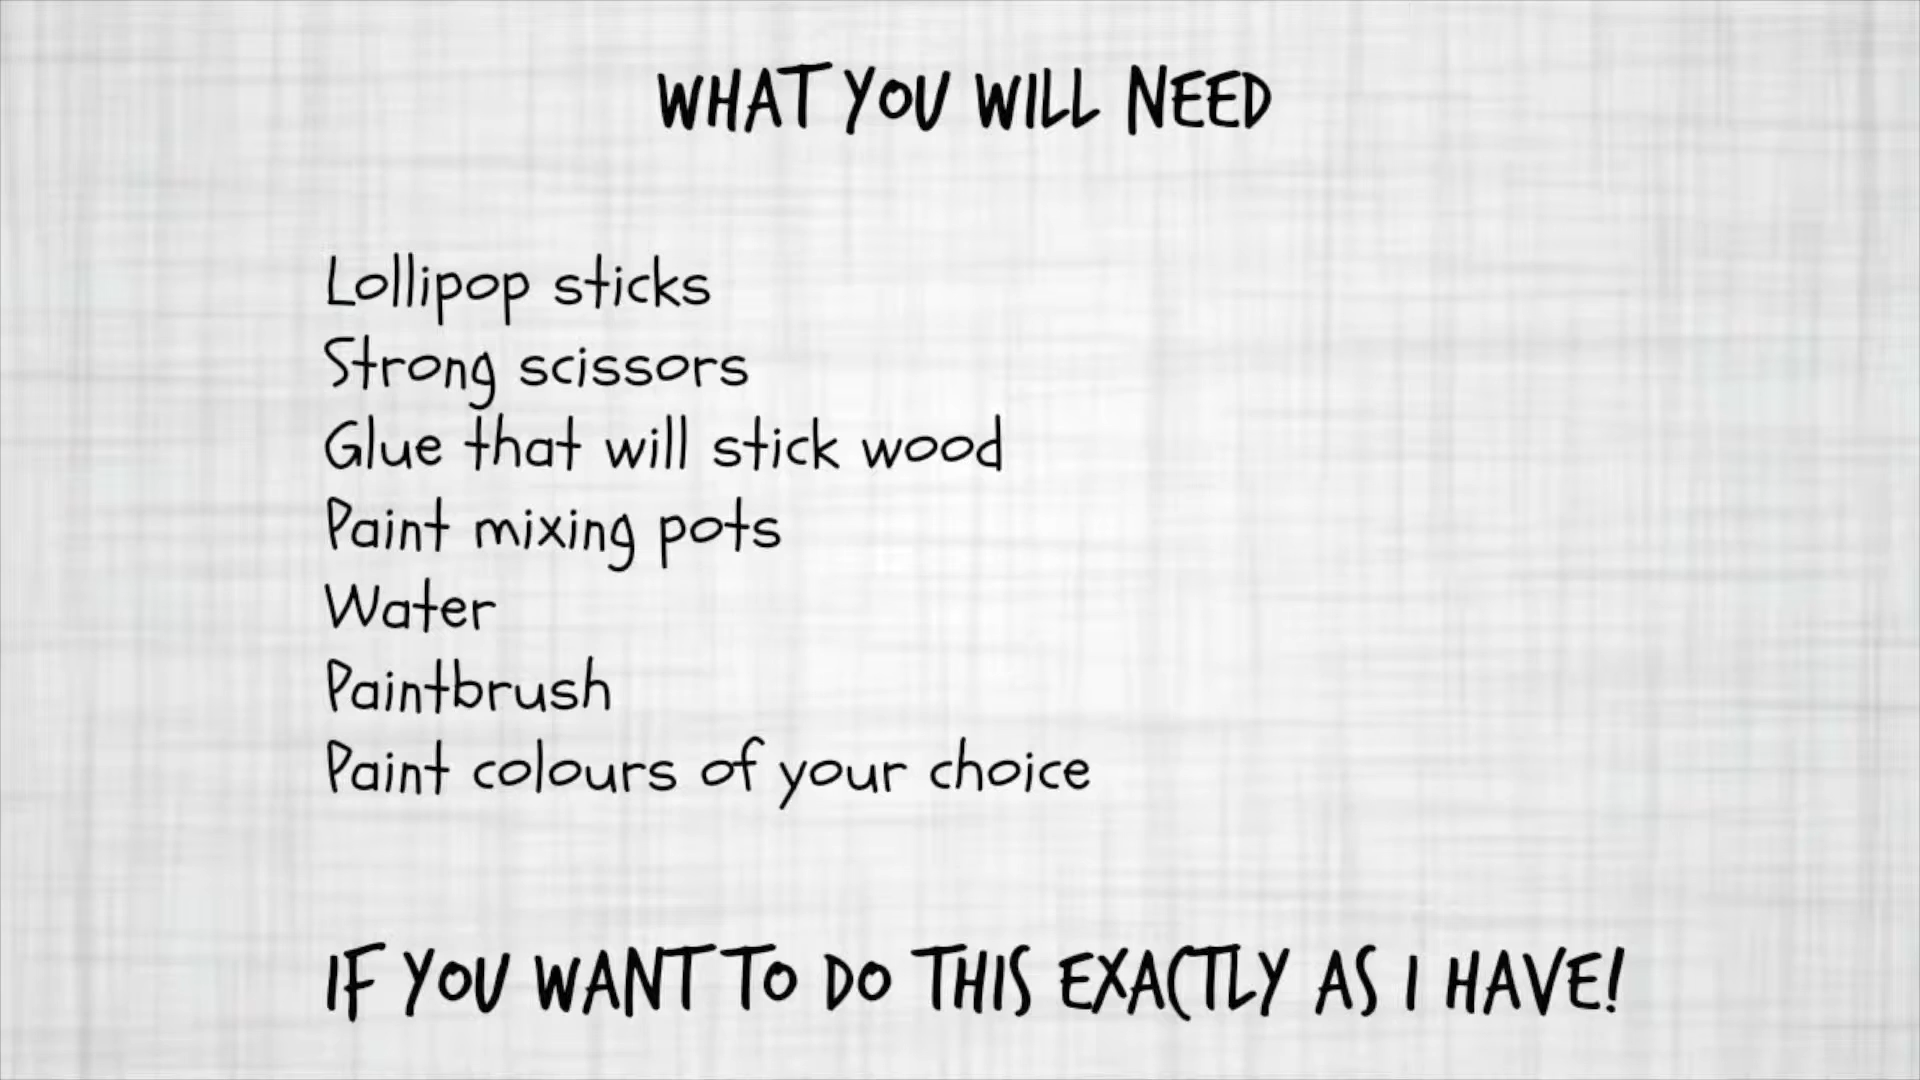 WHAT YOU WILL NEED
Lollipop sticks
Strong scissors
Glue that will stick wood
Paint mixing pots
Water
Paintbrush
Paint colours of your choice
IF YOU WANT TO DO THIS EXACTLY AS I HAVE!